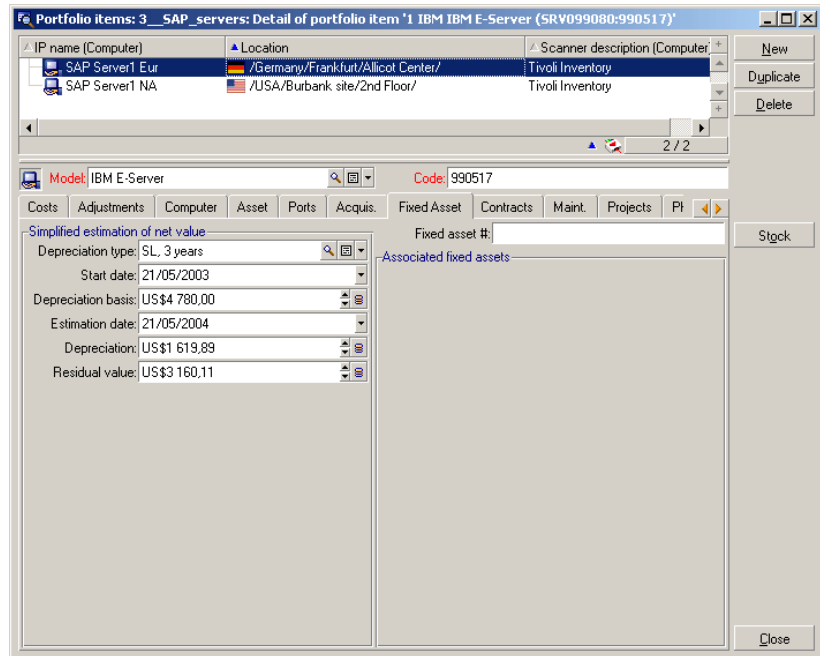 Portfolio items: 3__SAP_servers: Detail of portfolio item '1 IBM IBM E-Server (SRV099080:990517)'
IP name (Computer) Location Scanner description (Computer)
SAP Server1 Eur /Germany/Frankfurt/Allicot Center/ Tivoli Inventory
SAP Server1 NA /USA/Burbank site/2nd Floor/ Tivoli Inventory
2 / 2
New
Duplicate
Delete
Model: IBM E-Server Code: 990517
Costs Adjustments Computer Asset Ports Acquis. Fixed Asset Contracts Maint. Projects
Simplified estimation of net value
Depreciation type: SL, 3 years
Start date: 21/05/2003
Depreciation basis: US$4 780,00
Estimation date: 21/05/2004
Depreciation: US$1 619,89
Residual value: US$3 160,11
Fixed asset #:
Associated fixed assets
Stock
Close